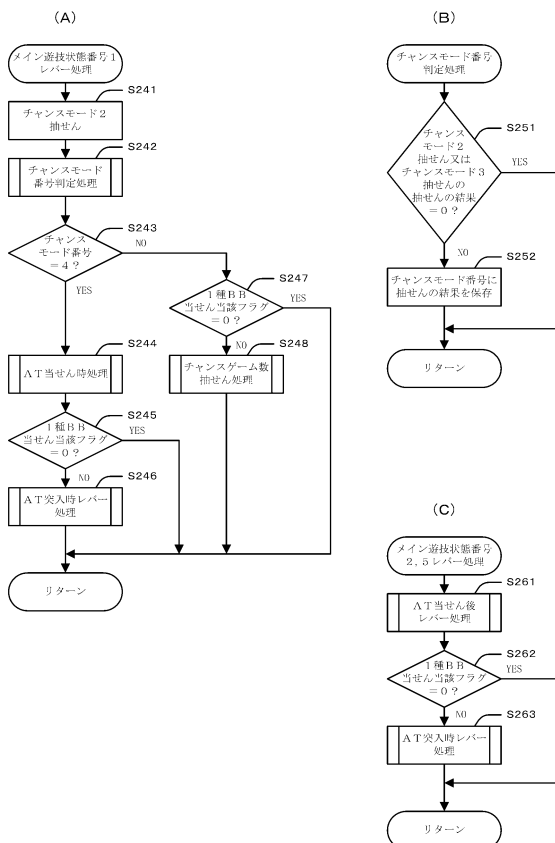 (A)
メイン遊技状態番号１
レバー処理
S241
チャンスモード２
抽せん
S242
チャンスモード
番号判定処理
S243
チャンス
モード番号
＝４？
NO
YES
S247
１種ＢＢ
当せん当該フラグ
＝０？
YES
NO
S248
チャンスゲーム数
抽せん処理
S244
ＡＴ当せん時処理
S245
１種ＢＢ
当せん当該フラグ
＝０？
YES
NO
S246
ＡＴ突入時レバー
処理
リターン
(B)
チャンスモード番号
判定処理
S251
チャンス
モード２
抽せん又は
チャンスモード３
抽せんの
抽せんの結果
＝０？
YES
NO
S252
チャンスモード番号に
抽せんの結果を保存
リターン
(C)
メイン遊技状態番号
２，５レバー処理
S261
ＡＴ当せん後
レバー処理
S262
１種ＢＢ
当せん当該フラグ
＝０？
YES
NO
S263
ＡＴ突入時レバー
処理
リターン